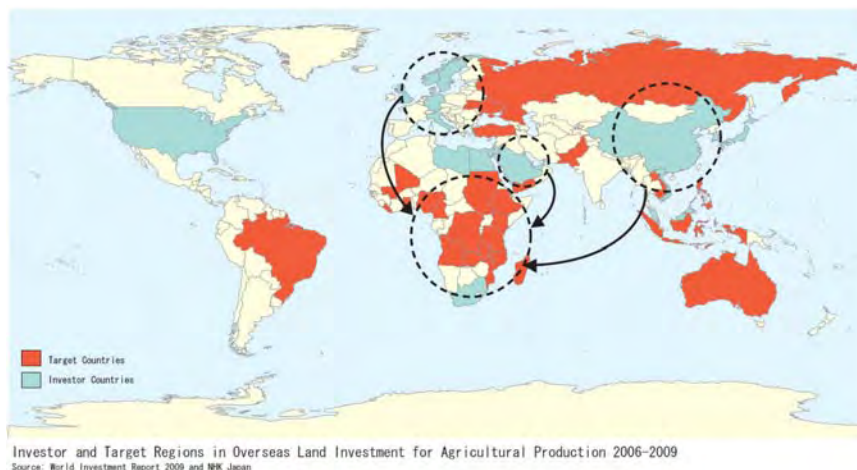 Target Countries
Investor Countries
Investor and Target Regions in Overseas Land Investment for Agricultural Production 2006-2009
Source: World Investment Report 2009 and NHK Japan